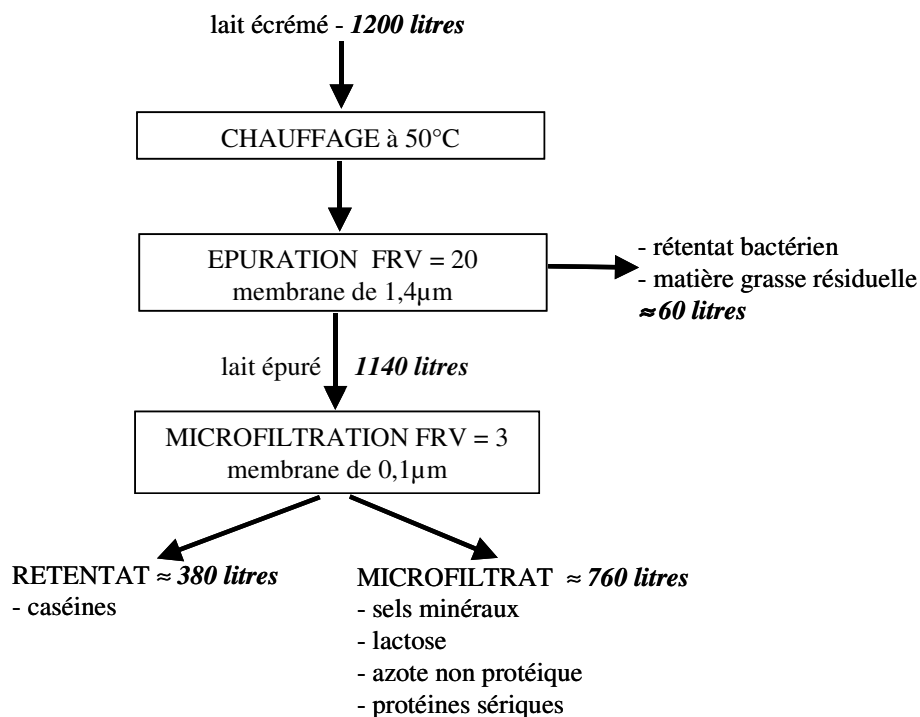 lait écrémé - 1200 litres
CHAUFFAGE à 50°C
EPURATION FRV = 20
membrane de 1,4µm
- rétentat bactérien
- matière grasse résiduelle
≈60 litres
lait épuré 1140 litres
MICROFILTRATION FRV = 3
membrane de 0,1µm
RETENTAT ≈ 380 litres
- caséines
MICROFILTRAT ≈ 760 litres
- sels minéraux
- lactose
- azote non protéique
- protéines sériques